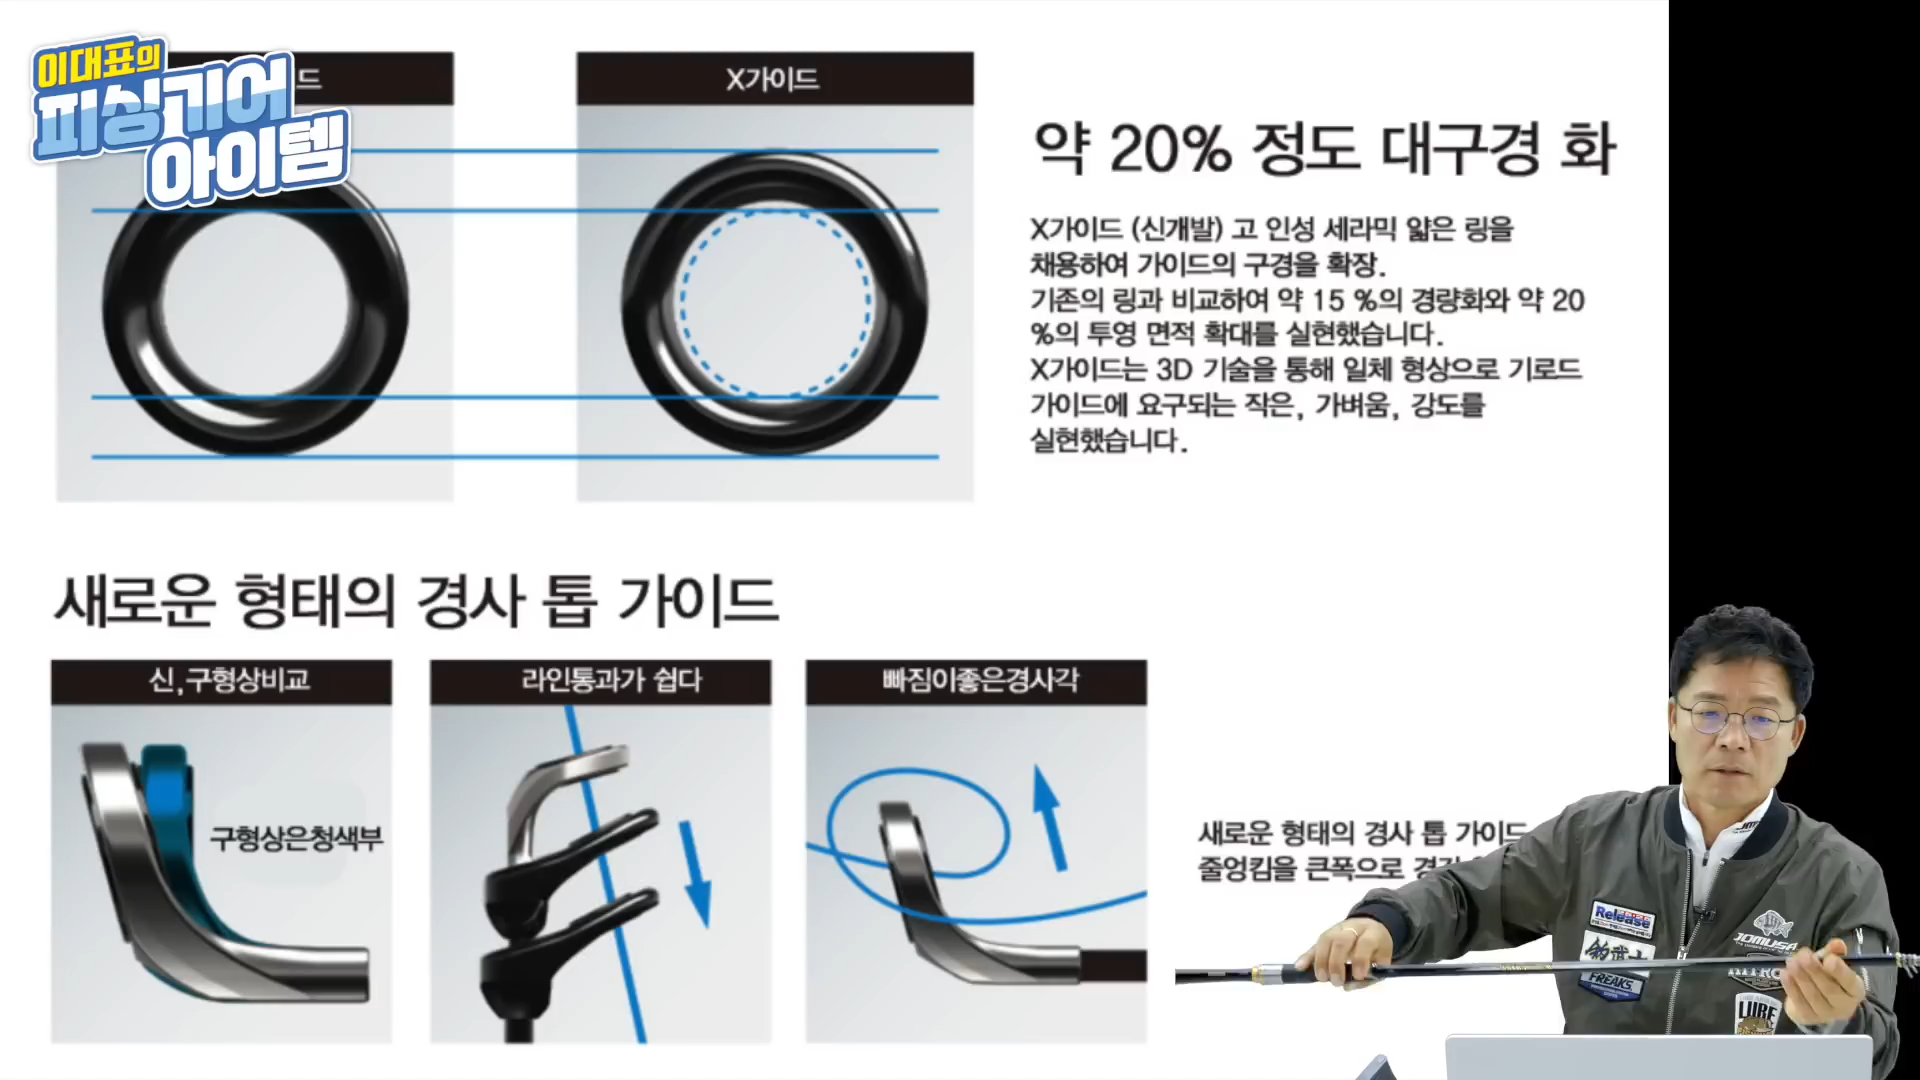 이대표의
피싱기어
아이템
드
X가이드
약 20% 정도 대구경 화
X가이드 (신개발) 고 인성 세라믹 얇은 링을
채용하여 가이드의 구경을 확장.
기존의 링과 비교하여 약 15 %의 경량화와 약 20
%의 투영 면적 확대를 실현했습니다.
X가이드는 3D 기술을 통해 일체 형상으로 기로드
가이드에 요구되는 작은, 가벼움, 강도를
실현했습니다.
새로운 형태의 경사 톱 가이드
신,구형상비교
라인통과가 쉽다
빠짐이좋은경사각
구형상은청색부
새로운 형태의 경사 톱 가이드
줄엉킴을 큰폭으로
Release
FREAKS
JOMUSA
LURE